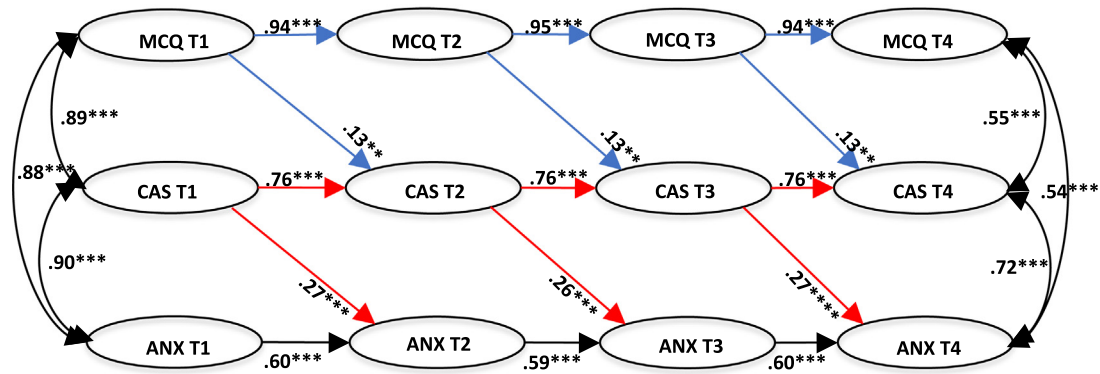 MCQ T1 .94*** MCQ T2 .95*** MCQ T3 .94*** MCQ T4
.89*** .13** .13** .13** .55***
.88*** CAS T1 .76*** CAS T2 .76*** CAS T3 .76*** CAS T4 .54***
.90*** .27*** .26*** .27**** .72***
ANX T1 .60*** ANX T2 .59*** ANX T3 .60*** ANX T4